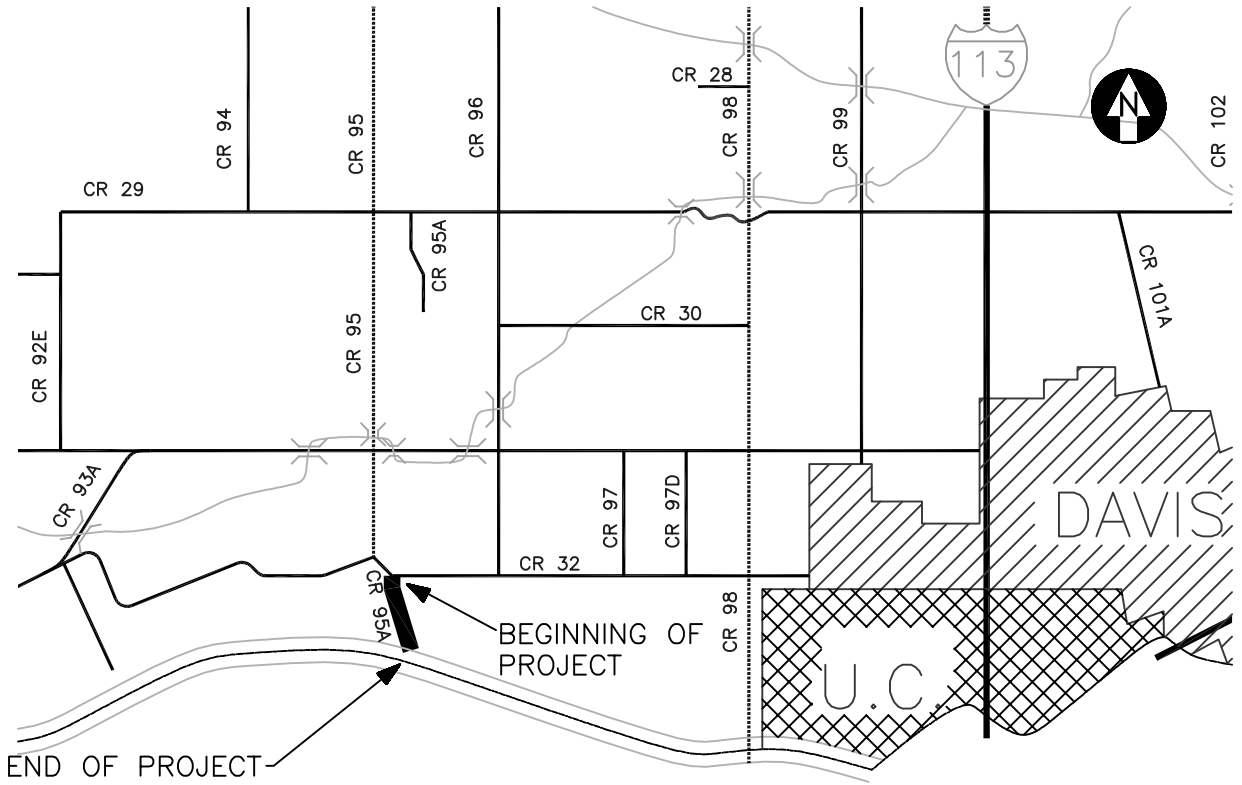 113
CR 28
N
CR 94
CR 95
CR 96
CR 98
CR 99
CR 102
CR 29
CR 95A
CR 101A
CR 30
CR 92E
CR 95
CR 93A
CR 97
CR 97D
DAVIS
CR 32
CR 95A
CR 98
BEGINNING OF
PROJECT
U.C.
END OF PROJECT